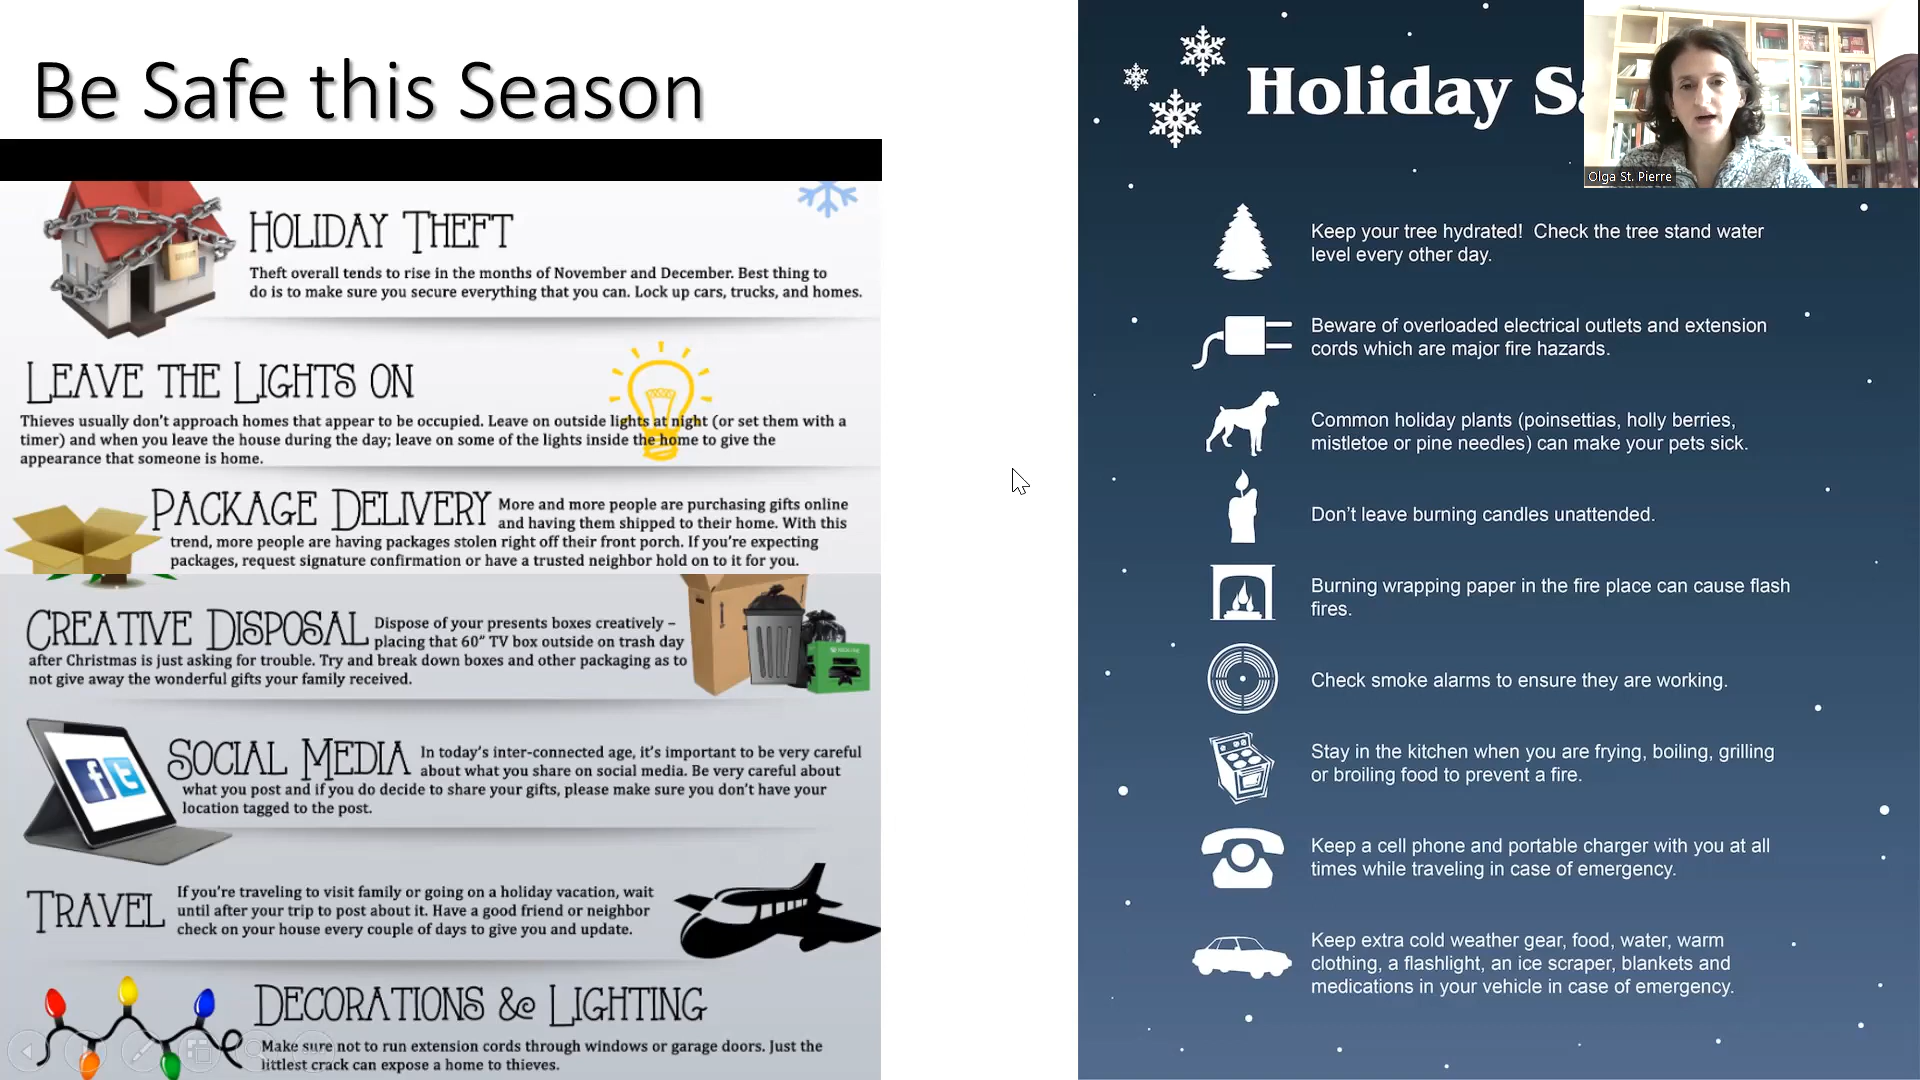 Be Safe this Season
HOLIDAY THEFT
Theft overall tends to rise in the months of November and December. Best thing to
do is to make sure you secure everything that you can. Lock up cars, trucks, and homes.
LEAVE THE LIGHTS ON
Thieves usually don't approach homes that appear to be occupied. Leave on outside lights at night (or set them with a
timer) and when you leave the house during the day; leave on some of the lights inside the home to give the
appearance that someone is home.
PACKAGE DELIVERY More and more people are purchasing gifts online
and having them shipped to their home. With this
trend, more people are having packages stolen right off their front porch. If you're expecting
packages, request signature confirmation or have a trusted neighbor hold on to it for you.
CREATIVE DISPOSAL Dispose of your presents boxes creatively –
placing that 60" TV box outside on trash day
after Christmas is just asking for trouble. Try and break down boxes and other packaging as to
not give away the wonderful gifts your family received.
SOCIAL MEDIA In today's inter-connected age, it's important to be very careful
about what you share on social media. Be very careful about
what you post and if you do decide to share your gifts, please make sure you don't have your
location tagged to the post.
TRAVEL If you're traveling to visit family or going on a holiday vacation, wait
until after your trip to post about it. Have a good friend or neighbor
check on your house every couple of days to give you and update.
DECORATIONS & LIGHTING
Make sure not to run extension cords through windows or garage doors. Just the
littlest crack can expose a home to thieves.
Holiday Sa
Olga St. Pierre
Keep your tree hydrated! Check the tree stand water
level every other day.
Beware of overloaded electrical outlets and extension
cords which are major fire hazards.
Common holiday plants (poinsettias, holly berries,
mistletoe or pine needles) can make your pets sick.
Don't leave burning candles unattended.
Burning wrapping paper in the fire place can cause flash
fires.
Check smoke alarms to ensure they are working.
Stay in the kitchen when you are frying, boiling, grilling
or broiling food to prevent a fire.
Keep a cell phone and portable charger with you at all
times while traveling in case of emergency.
Keep extra cold weather gear, food, water, warm
clothing, a flashlight, an ice scraper, blankets and
medications in your vehicle in case of emergency.